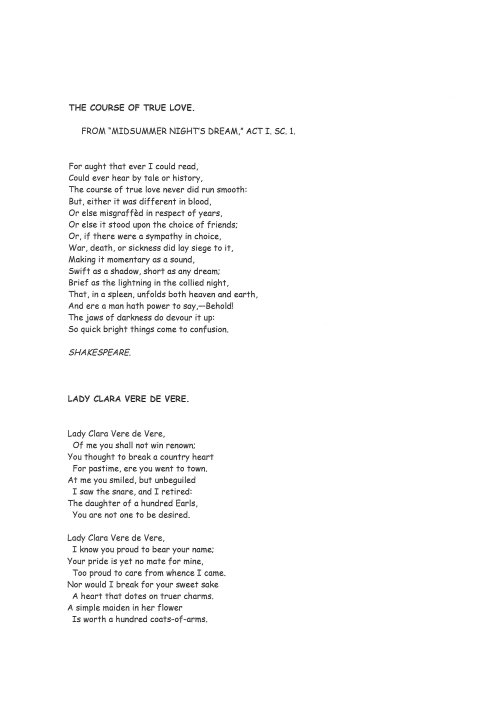 THE COURSE OF TRUE LOVE.
FROM "MIDSUMMER NIGHT'S DREAM," ACT I. SC. 1.
For aught that ever I could read,
Could ever hear by tale or history,
The course of true love never did run smooth:
But, either it was different in blood,
Or else misgraffèd in respect of years,
Or else it stood upon the choice of friends;
Or, if there were a sympathy in choice,
War, death, or sickness did lay siege to it,
Making it momentary as a sound,
Swift as a shadow, short as any dream;
Brief as the lightning in the collied night,
That, in a spleen, unfolds both heaven and earth,
And ere a man hath power to say,—Behold!
The jaws of darkness do devour it up:
So quick bright things come to confusion.
SHAKESPEARE.
LADY CLARA VERE DE VERE.
Lady Clara Vere de Vere,
Of me you shall not win renown;
You thought to break a country heart
For pastime, ere you went to town.
At me you smiled, but unbeguiled
I saw the snare, and I retired:
The daughter of a hundred Earls,
You are not one to be desired.
Lady Clara Vere de Vere,
I know you proud to bear your name;
Your pride is yet no mate for mine,
Too proud to care from whence I came.
Nor would I break for your sweet sake
A heart that dotes on truer charms.
A simple maiden in her flower
Is worth a hundred coats-of-arms.